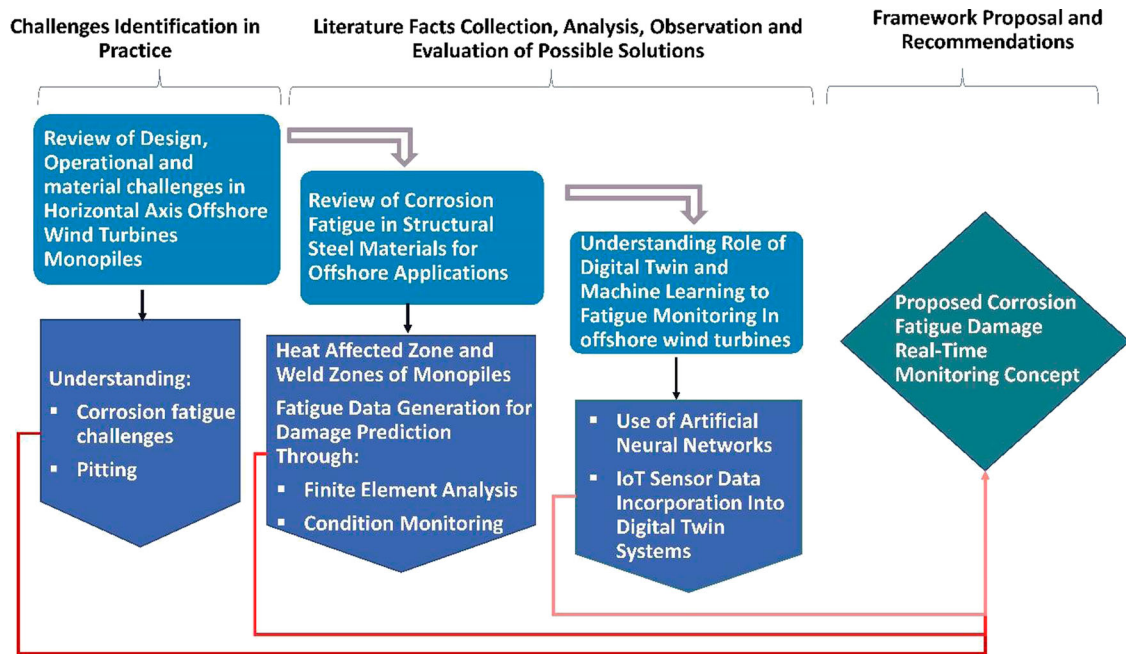 Challenges Identification in
Practice
Literature Facts Collection, Analysis, Observation and
Evaluation of Possible Solutions
Framework Proposal and
Recommendations
Review of Design,
Operational and
material challenges in
Horizontal Axis Offshore
Wind Turbines
Monopiles
Understanding:
▪ Corrosion fatigue
challenges
▪ Pitting
Review of Corrosion
Fatigue in Structural
Steel Materials for
Offshore Applications
Heat Affected Zone and
Weld Zones of Monopiles
Fatigue Data Generation for
Damage Prediction
Through:
▪ Finite Element Analysis
▪ Condition Monitoring
Understanding Role of
Digital Twin and
Machine Learning to
Fatigue Monitoring In
offshore wind turbines
▪ Use of Artificial
Neural Networks
▪ IoT Sensor Data
Incorporation Into
Digital Twin
Systems
Proposed Corrosion
Fatigue Damage
Real-Time
Monitoring Concept